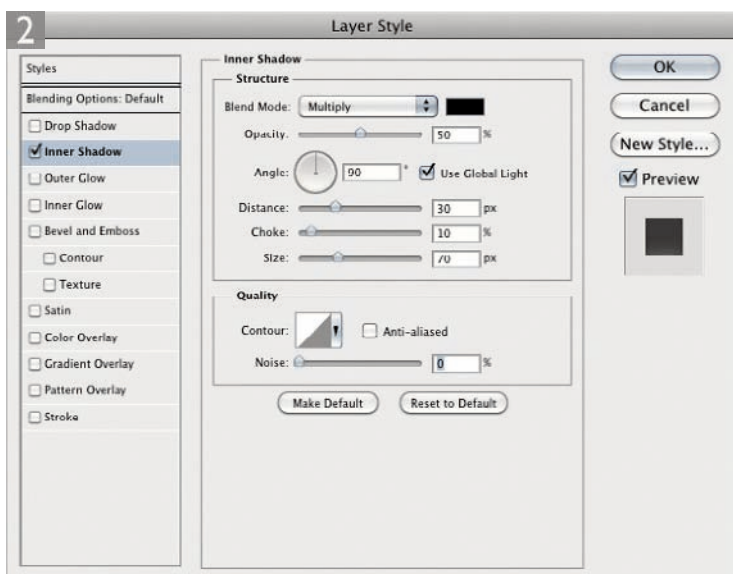 2
Layer Style
Styles
Blending Options: Default
Drop Shadow
Inner Shadow
Outer Glow
Inner Glow
Bevel and Emboss
Contour
Texture
Satin
Color Overlay
Gradient Overlay
Pattern Overlay
Stroke
Inner Shadow
Structure
Blend Mode: Multiply
Opacity: 50 %
Angle: 90 ° Use Global Light
Distance: 30 px
Choke: 10 %
Size: 70 px
Quality
Contour: Anti-aliased
Noise: 0 %
Make Default Reset to Default
OK
Cancel
New Style...
Preview